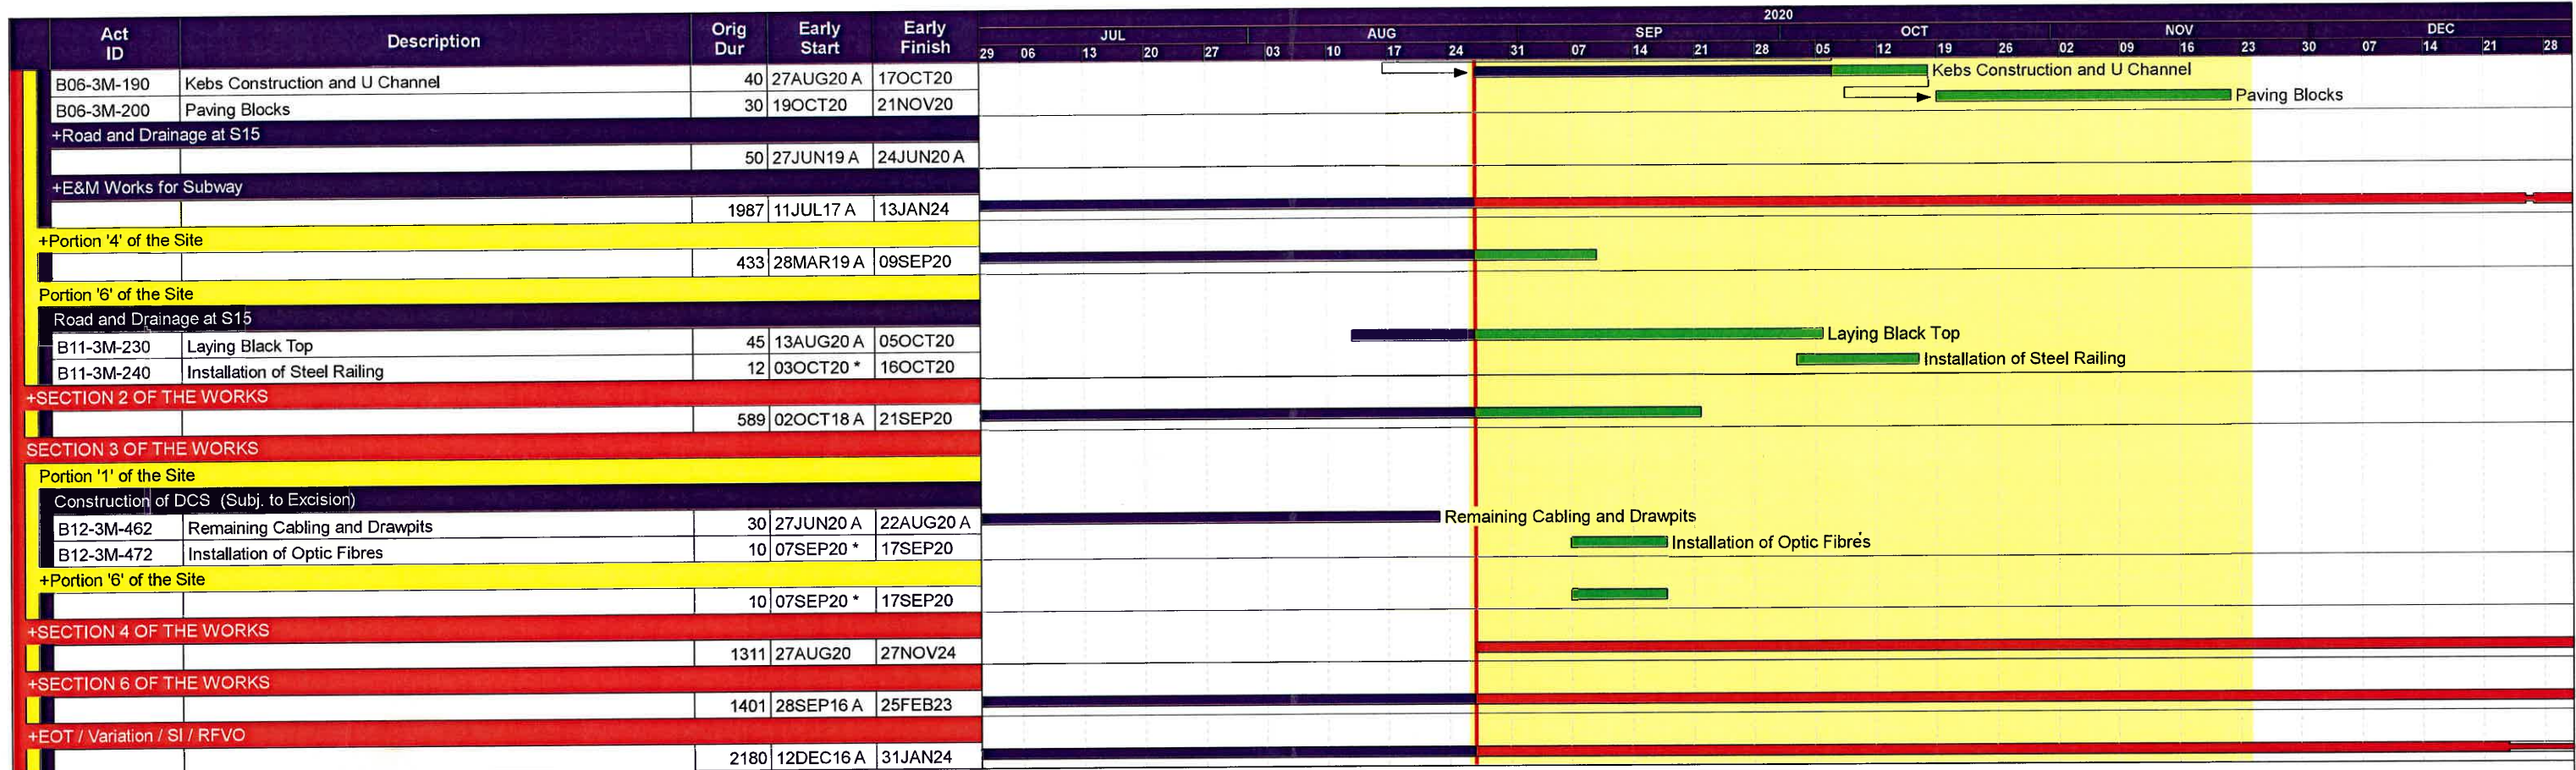 2020
Act ID Description Orig Dur Early Start Early Finish JUL AUG SEP OCT NOV DEC
29 06 13 20 27 03 10 17 24 31 07 14 21 28 05 12 19 26 02 09 16 23 30 07 14 21 28
B06-3M-190 Kebs Construction and U Channel 40 27AUG20 A 17OCT20 Kebs Construction and U Channel
B06-3M-200 Paving Blocks 30 19OCT20 21NOV20 Paving Blocks
+Road and Drainage at S15
50 27JUN19 A 24JUN20 A
+E&M Works for Subway
1987 11JUL17 A 13JAN24
+Portion '4' of the Site
433 28MAR19 A 09SEP20
Portion '6' of the Site
Road and Drainage at S15
B11-3M-230 Laying Black Top 45 13AUG20 A 05OCT20 Laying Black Top
B11-3M-240 Installation of Steel Railing 12 03OCT20 * 16OCT20 Installation of Steel Railing
+SECTION 2 OF THE WORKS
589 02OCT18 A 21SEP20
SECTION 3 OF THE WORKS
Portion '1' of the Site
Construction of DCS (Subj. to Excision)
B12-3M-462 Remaining Cabling and Drawpits 30 27JUN20 A 22AUG20 A Remaining Cabling and Drawpits
B12-3M-472 Installation of Optic Fibres 10 07SEP20 * 17SEP20 Installation of Optic Fibres
+Portion '6' of the Site
10 07SEP20 * 17SEP20
+SECTION 4 OF THE WORKS
1311 27AUG20 27NOV24
+SECTION 6 OF THE WORKS
1401 28SEP16 A 25FEB23
+EOT / Variation / SI / RFVO
2180 12DEC16 A 31JAN24